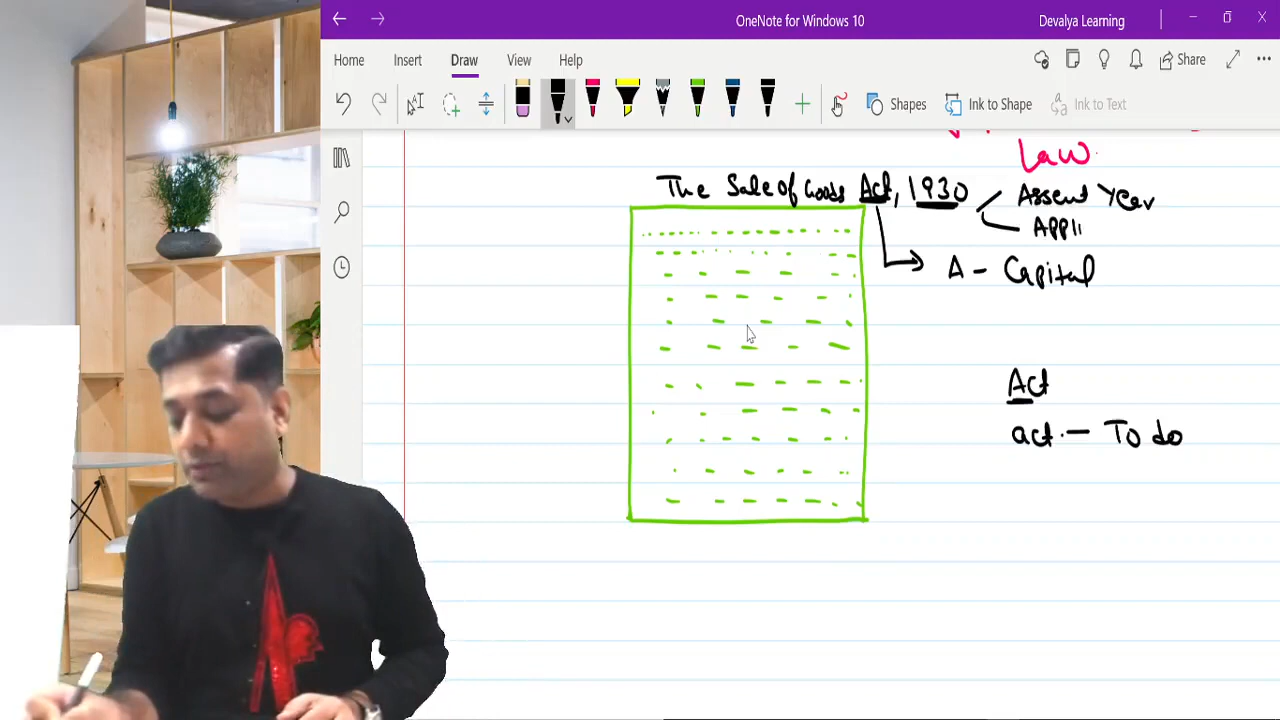 OneNote for Windows 10
Devalya Learning
Home Insert Draw View Help
Share
Shapes
Ink to Shape
Ink to Text
Law
The Sale of Goods Act, 1930
Assent Year
Appli
A - Capital
Act
act - To do